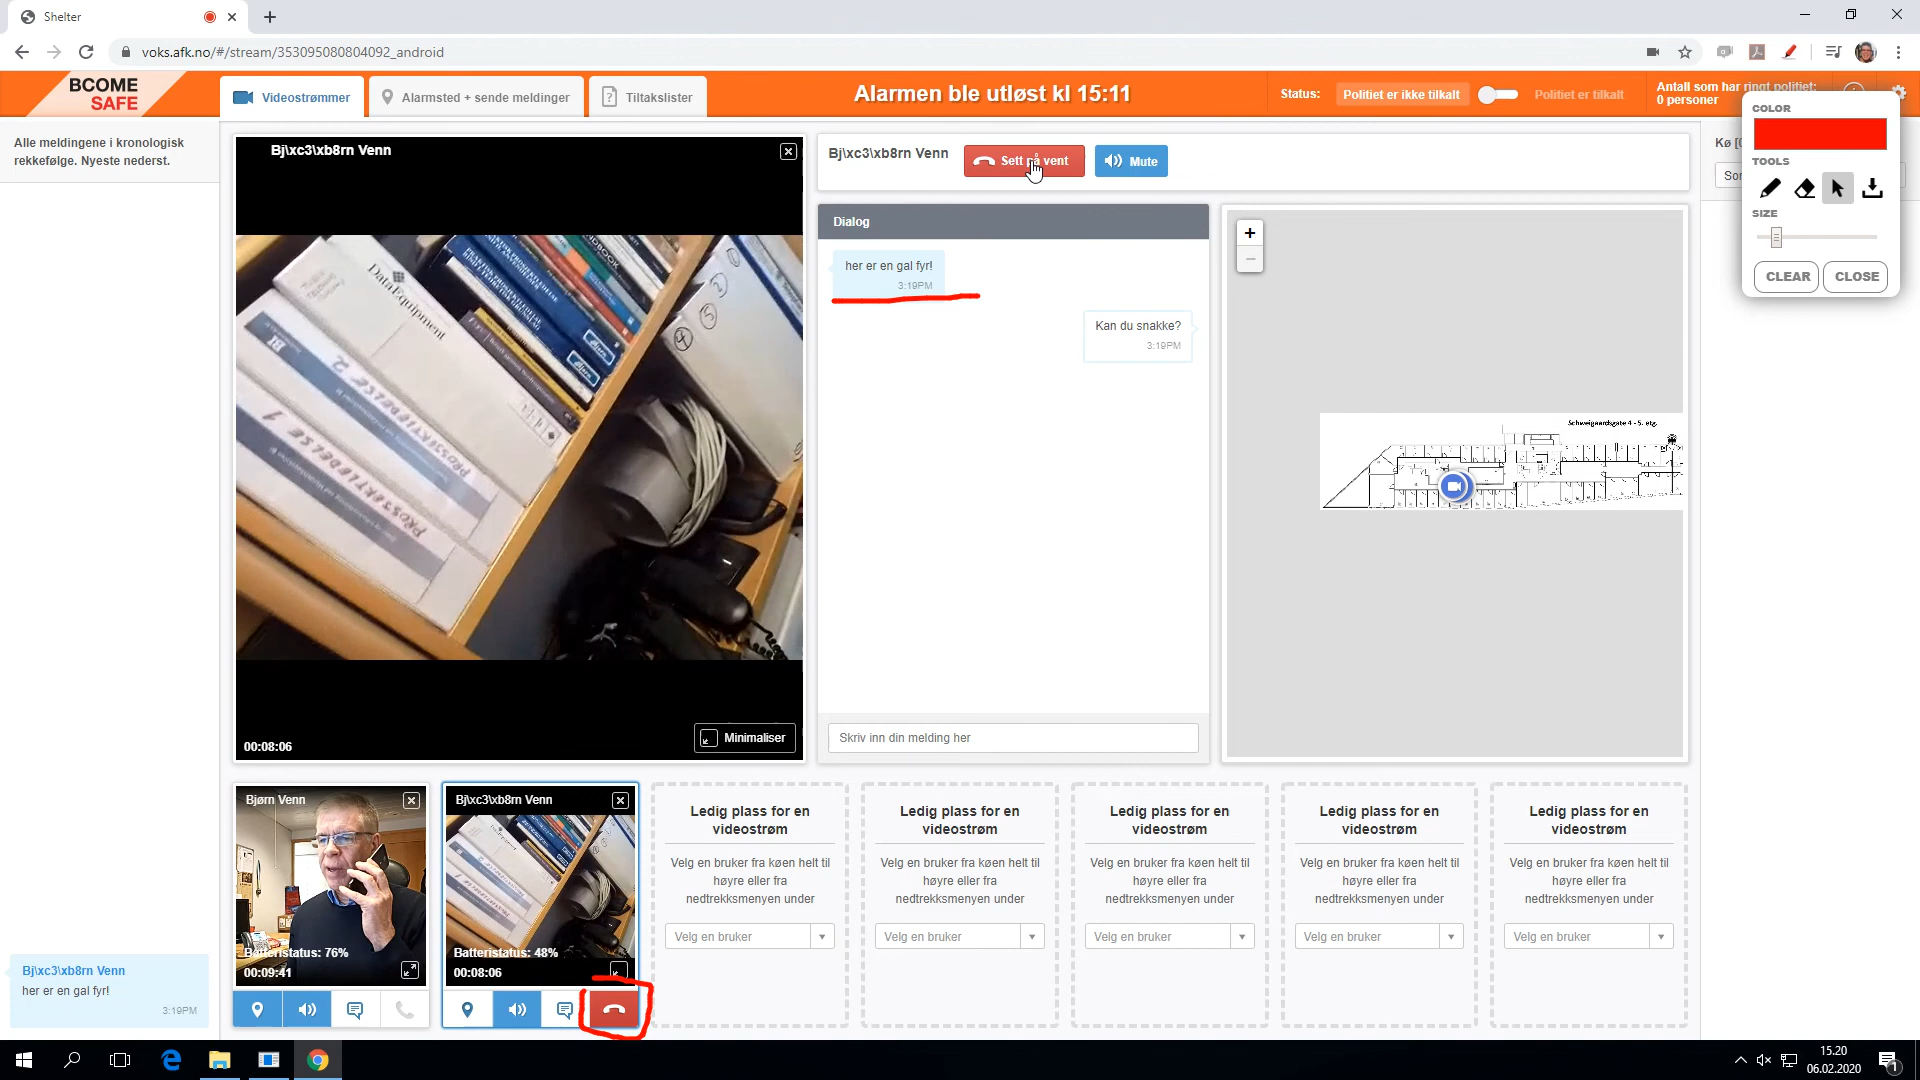 Shelter
voks.afk.no/#/stream/353095080804092_android
BCOME
SAFE
Videostrømmer
Alarmsted + sende meldinger
Tiltakslister
Alarmen ble utløst kl 15:11
Status:
Politiet er ikke tilkalt
Politiet er tilkalt
Antall som har ringt politiet:
0 personer
COLOR
TOOLS
SIZE
CLEAR
CLOSE
Alle meldingene i kronologisk
rekkefølge. Nyeste nederst.
Bj\xc3\xb8rn Venn
DataEquipment
PROSJEKTLEDELSE 2
PROSJEKTLEDELSE 1
00:08:06
Minimaliser
Bj\xc3\xb8rn Venn
Sett på vent
Mute
Dialog
her er en gal fyr!
3:19PM
Kan du snakke?
3:19PM
Skriv inn din melding her
+
−
Schweigaardsgate 4 - 5. etg.
Kø
Bjørn Venn
Batteristatus: 76%
00:09:41
Bj\xc3\xb8rn Venn
Batteristatus: 48%
00:08:06
Ledig plass for en
videostrøm
Velg en bruker fra køen helt til
høyre eller fra
nedtrekksmenyen under
Velg en bruker
Ledig plass for en
videostrøm
Velg en bruker fra køen helt til
høyre eller fra
nedtrekksmenyen under
Velg en bruker
Ledig plass for en
videostrøm
Velg en bruker fra køen helt til
høyre eller fra
nedtrekksmenyen under
Velg en bruker
Ledig plass for en
videostrøm
Velg en bruker fra køen helt til
høyre eller fra
nedtrekksmenyen under
Velg en bruker
Ledig plass for en
videostrøm
Velg en bruker fra køen helt til
høyre eller fra
nedtrekksmenyen under
Velg en bruker
Bj\xc3\xb8rn Venn
her er en gal fyr!
3:19PM
15.20
06.02.2020
1